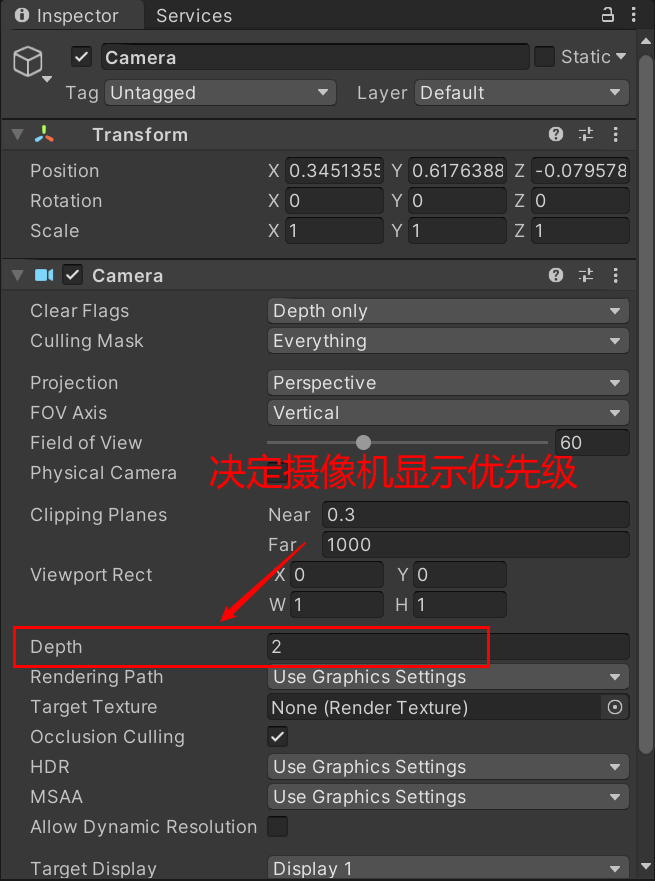 Inspector Services
Camera Static
Tag Untagged Layer Default
Transform
Position X 0.3451355 Y 0.6176388 Z -0.079578
Rotation X 0 Y 0 Z 0
Scale X 1 Y 1 Z 1
Camera
Clear Flags Depth only
Culling Mask Everything
Projection Perspective
FOV Axis Vertical
Field of View 60
Physical Camera
决定摄像机显示优先级
Clipping Planes Near 0.3
Far 1000
Viewport Rect X 0 Y 0
W 1 H 1
Depth 2
Rendering Path Use Graphics Settings
Target Texture None (Render Texture)
Occlusion Culling
HDR Use Graphics Settings
MSAA Use Graphics Settings
Allow Dynamic Resolution
Target Display Display 1